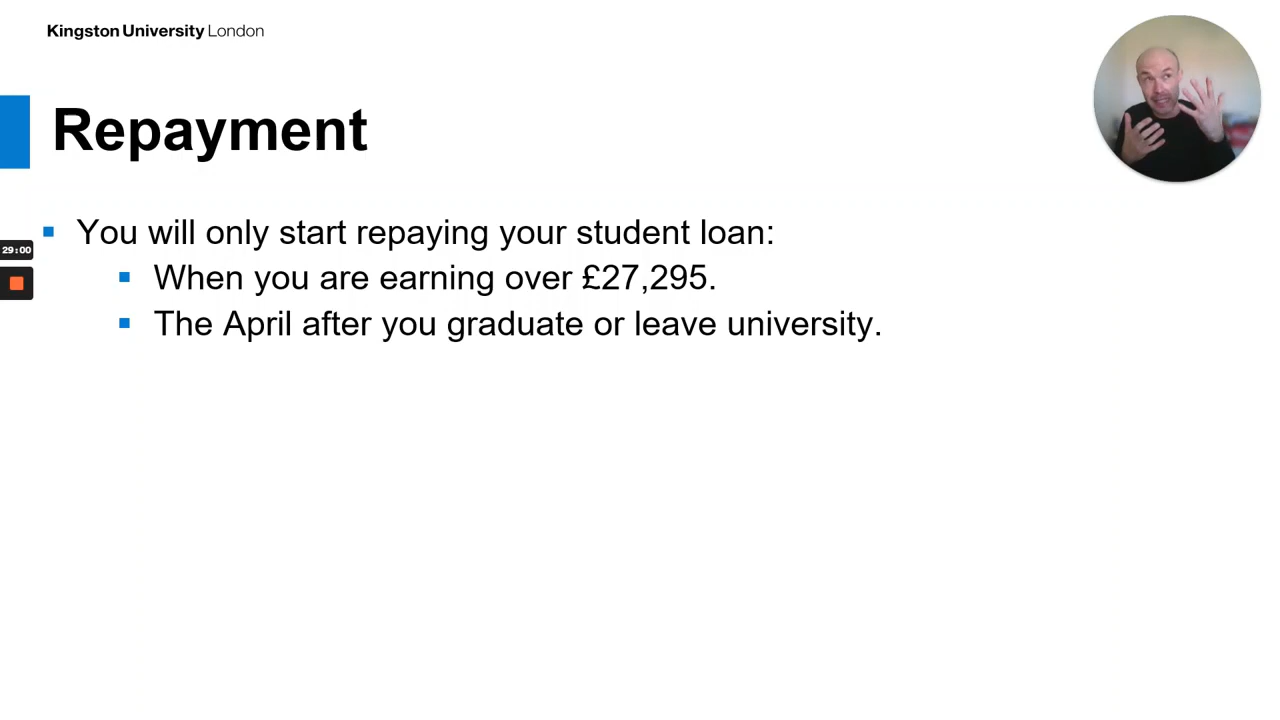 Kingston University London
Repayment
You will only start repaying your student loan:
29:00
When you are earning over £27,295.
The April after you graduate or leave university.